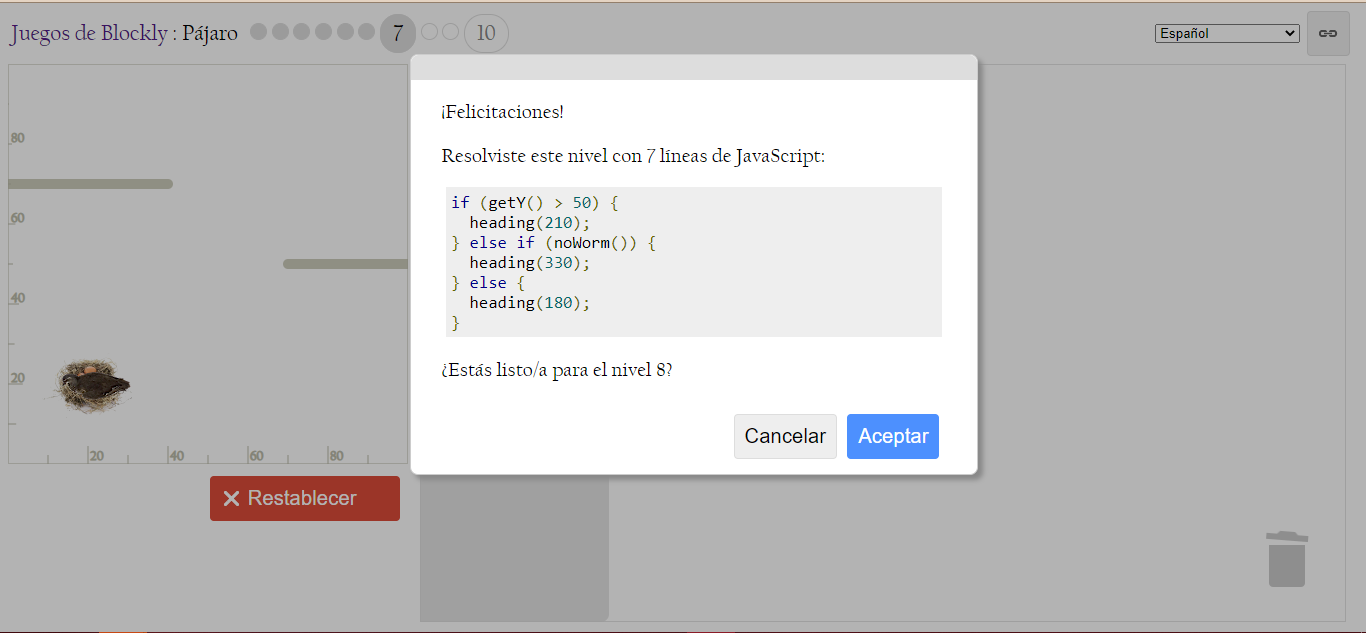 Juegos de Blockly : Pájaro 7 10 Español
¡Felicitaciones!
Resolviste este nivel con 7 líneas de JavaScript:
if (getY() > 50) {
  heading(210);
} else if (noWorm()) {
  heading(330);
} else {
  heading(180);
}
¿Estás listo/a para el nivel 8?
Cancelar Aceptar
80
60
40
20
20 40 60 80
Restablecer